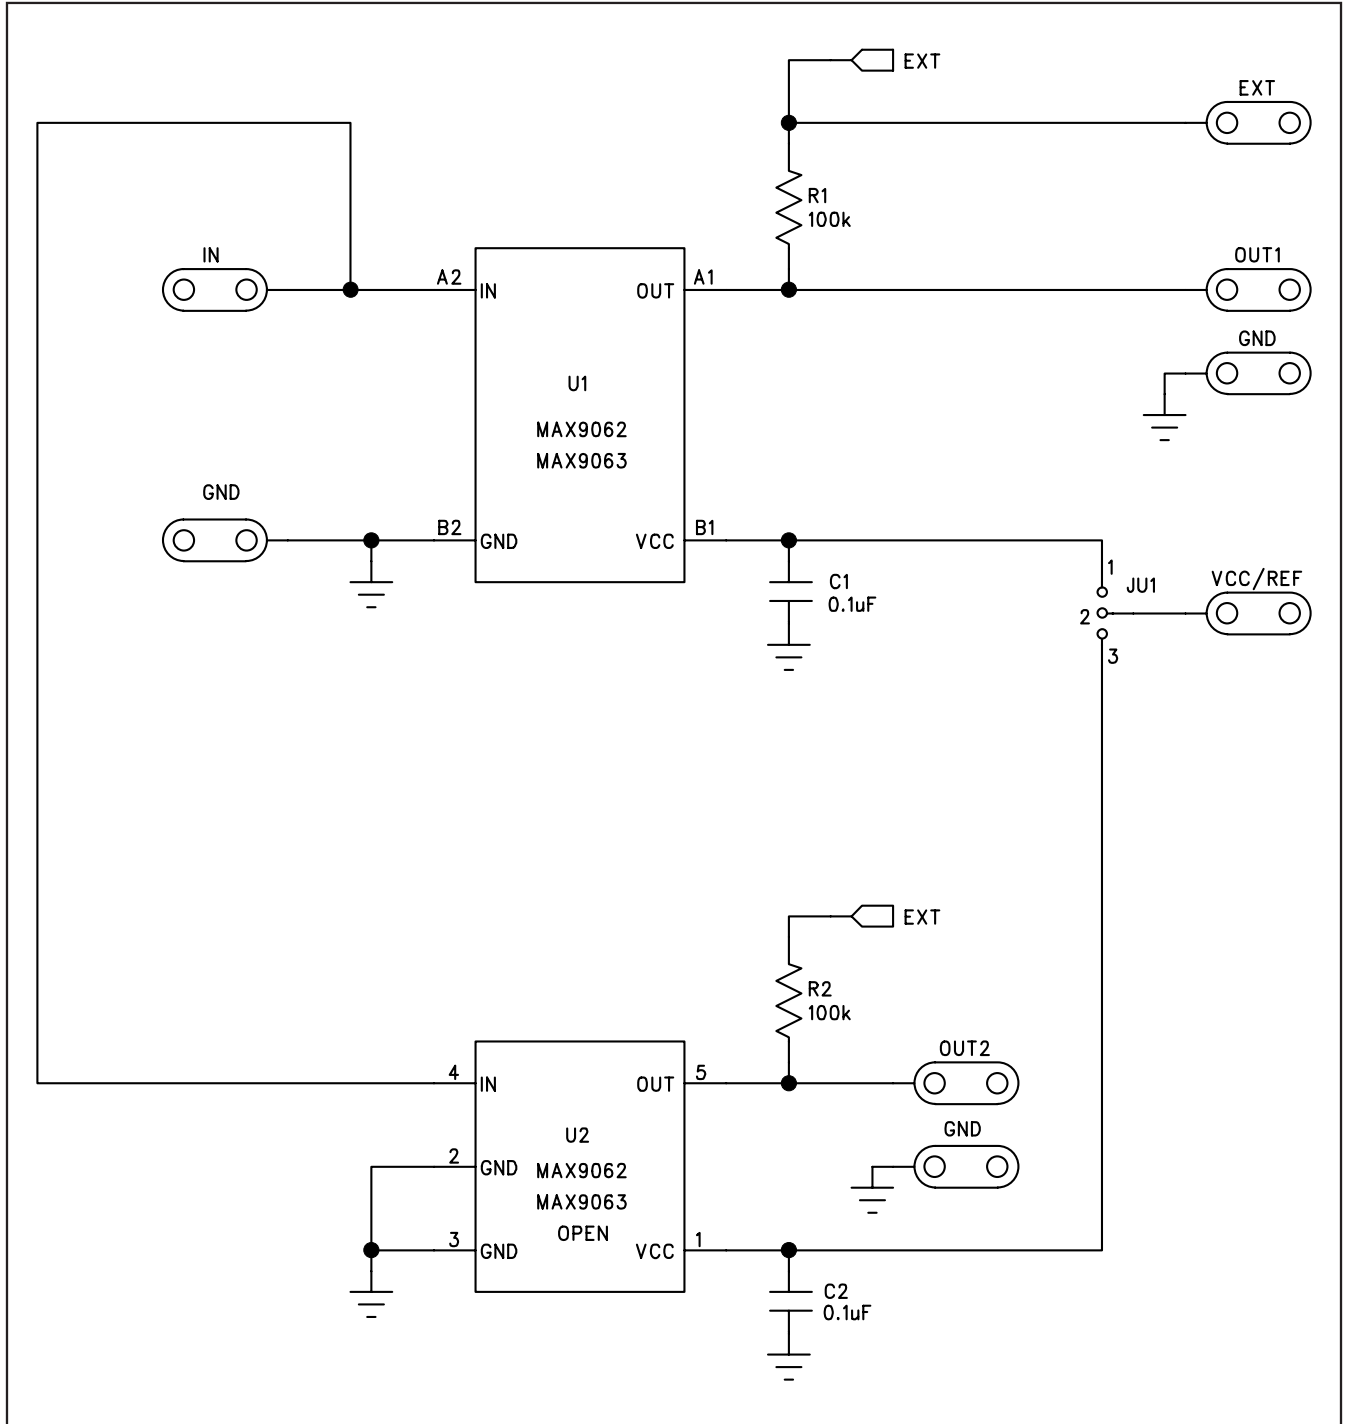 EXT
EXT
R1
100k
IN
OUT1
A2
IN
OUT
A1
GND
U1
MAX9062
MAX9063
GND
B2
GND
VCC
B1
1
C1
0.1uF
JU1
VCC/REF
2
3
EXT
R2
100k
OUT2
4
IN
OUT
5
GND
U2
2
GND
MAX9062
MAX9063
OPEN
3
GND
VCC
1
C2
0.1uF